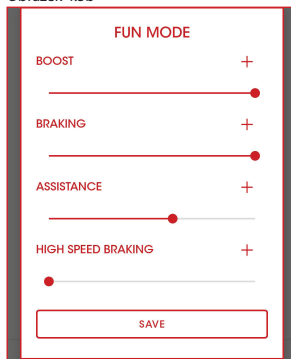 FUN MODE
BOOST +
BRAKING +
ASSISTANCE +
HIGH SPEED BRAKING +
SAVE